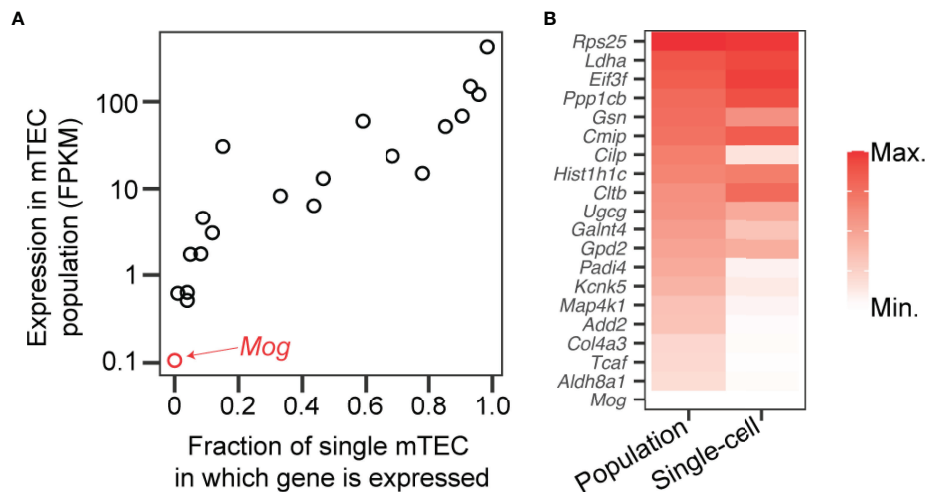 A
Expression in mTEC
population (FPKM)
100
10
1
0.1
Mog
0 0.2 0.4 0.6 0.8 1.0
Fraction of single mTEC
in which gene is expressed
B
Rps25
Ldha
Eif3f
Ppp1cb
Gsn
Cmip
Cilp
Hist1h1c
Cltb
Ugcg
Galnt4
Gpd2
Padi4
Kcnk5
Map4k1
Add2
Col4a3
Tcaf
Aldh8a1
Mog
Population
Single-cell
Max.
Min.